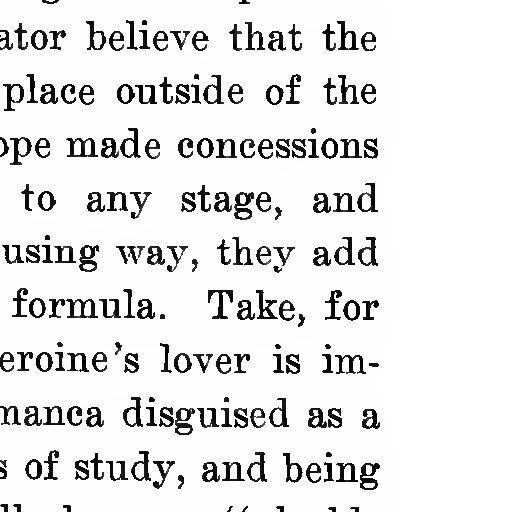 ator believe that the
place outside of the
ope made concessions
to any stage, and
using way, they add
formula. Take, for
eroine's lover is im-
manca disguised as a
s of study, and being